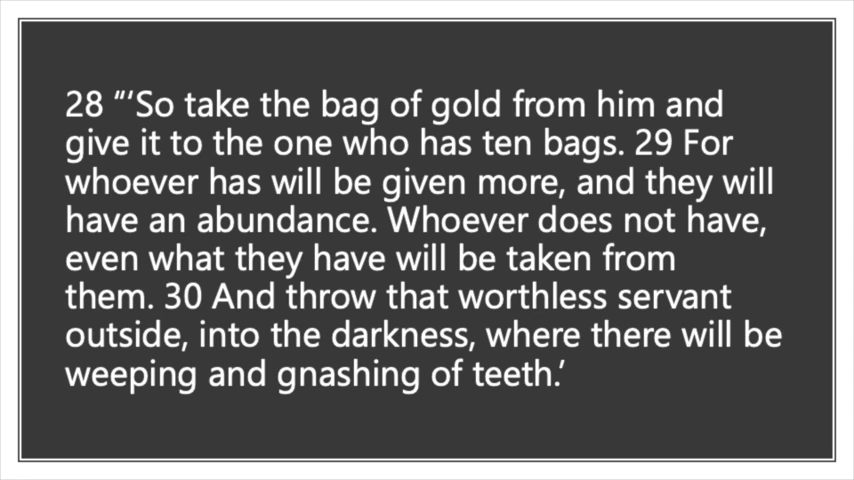 28 “‘So take the bag of gold from him and
give it to the one who has ten bags. 29 For
whoever has will be given more, and they will
have an abundance. Whoever does not have,
even what they have will be taken from
them. 30 And throw that worthless servant
outside, into the darkness, where there will be
weeping and gnashing of teeth.’